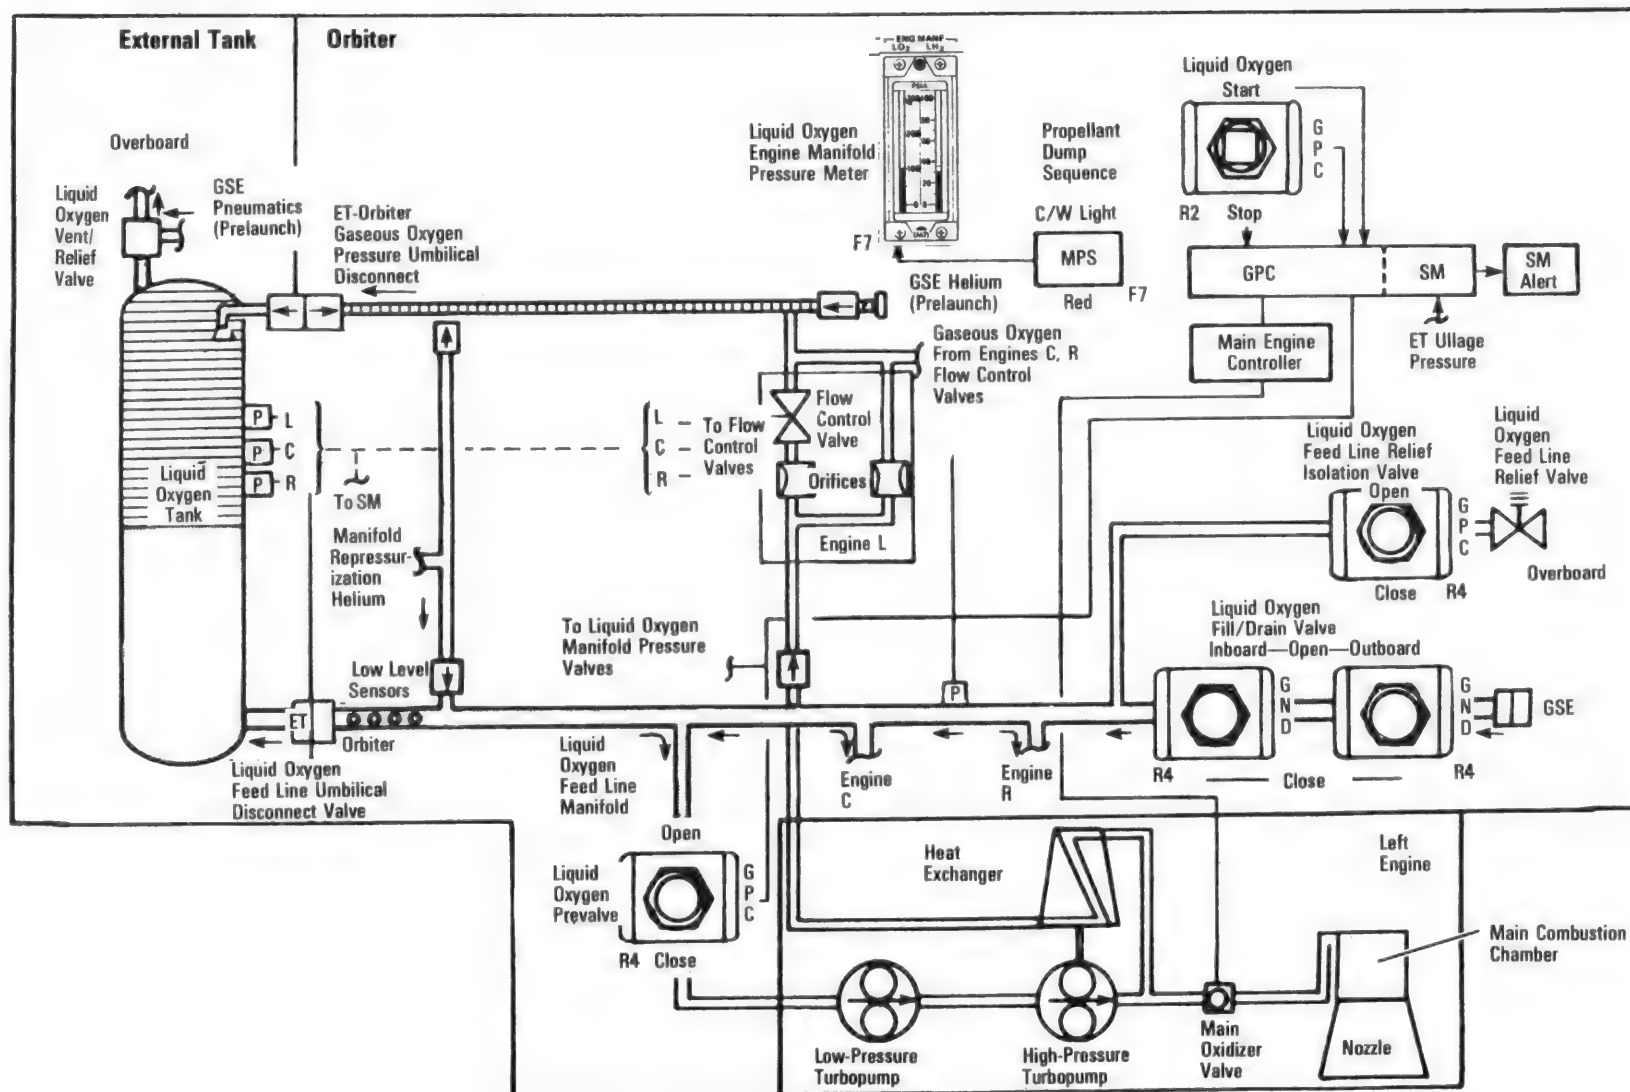 External Tank
Orbiter
Overboard
Liquid
Oxygen
Vent/
Relief
Valve
GSE
Pneumatics
(Prelaunch)
ET-Orbiter
Gaseous Oxygen
Pressure Umbilical
Disconnect
ENG MANF
LO2 LH2
PSIA
Liquid Oxygen
Engine Manifold
Pressure Meter
F7
Propellant
Dump
Sequence
C/W Light
MPS
Red
F7
Liquid Oxygen
Start
G
P
C
R2
Stop
GPC
SM
SM
Alert
Main Engine
Controller
ET Ullage
Pressure
GSE Helium
(Prelaunch)
Gaseous Oxygen
From Engines C, R
Flow Control
Valves
P
L
P
C
P
R
Liquid
Oxygen
Tank
To SM
L
C
R
To Flow
Control
Valves
Flow
Control
Valve
Orifices
Engine L
Manifold
Repressur-
ization
Helium
Liquid Oxygen
Feed Line Relief
Isolation Valve
Open
G
P
C
Close
R4
Liquid
Oxygen
Feed Line
Relief Valve
Overboard
To Liquid Oxygen
Manifold Pressure
Valves
Low Level
Sensors
P
Liquid Oxygen
Fill/Drain Valve
Inboard—Open—Outboard
G
N
D
G
N
D
GSE
R4
Close
R4
ET
Orbiter
Liquid Oxygen
Feed Line Umbilical
Disconnect Valve
Liquid
Oxygen
Feed Line
Manifold
Engine
C
Engine
R
Open
Liquid
Oxygen
Prevalve
G
P
C
R4
Close
Heat
Exchanger
Left
Engine
Main Combustion
Chamber
Low-Pressure
Turbopump
High-Pressure
Turbopump
Main
Oxidizer
Valve
Nozzle